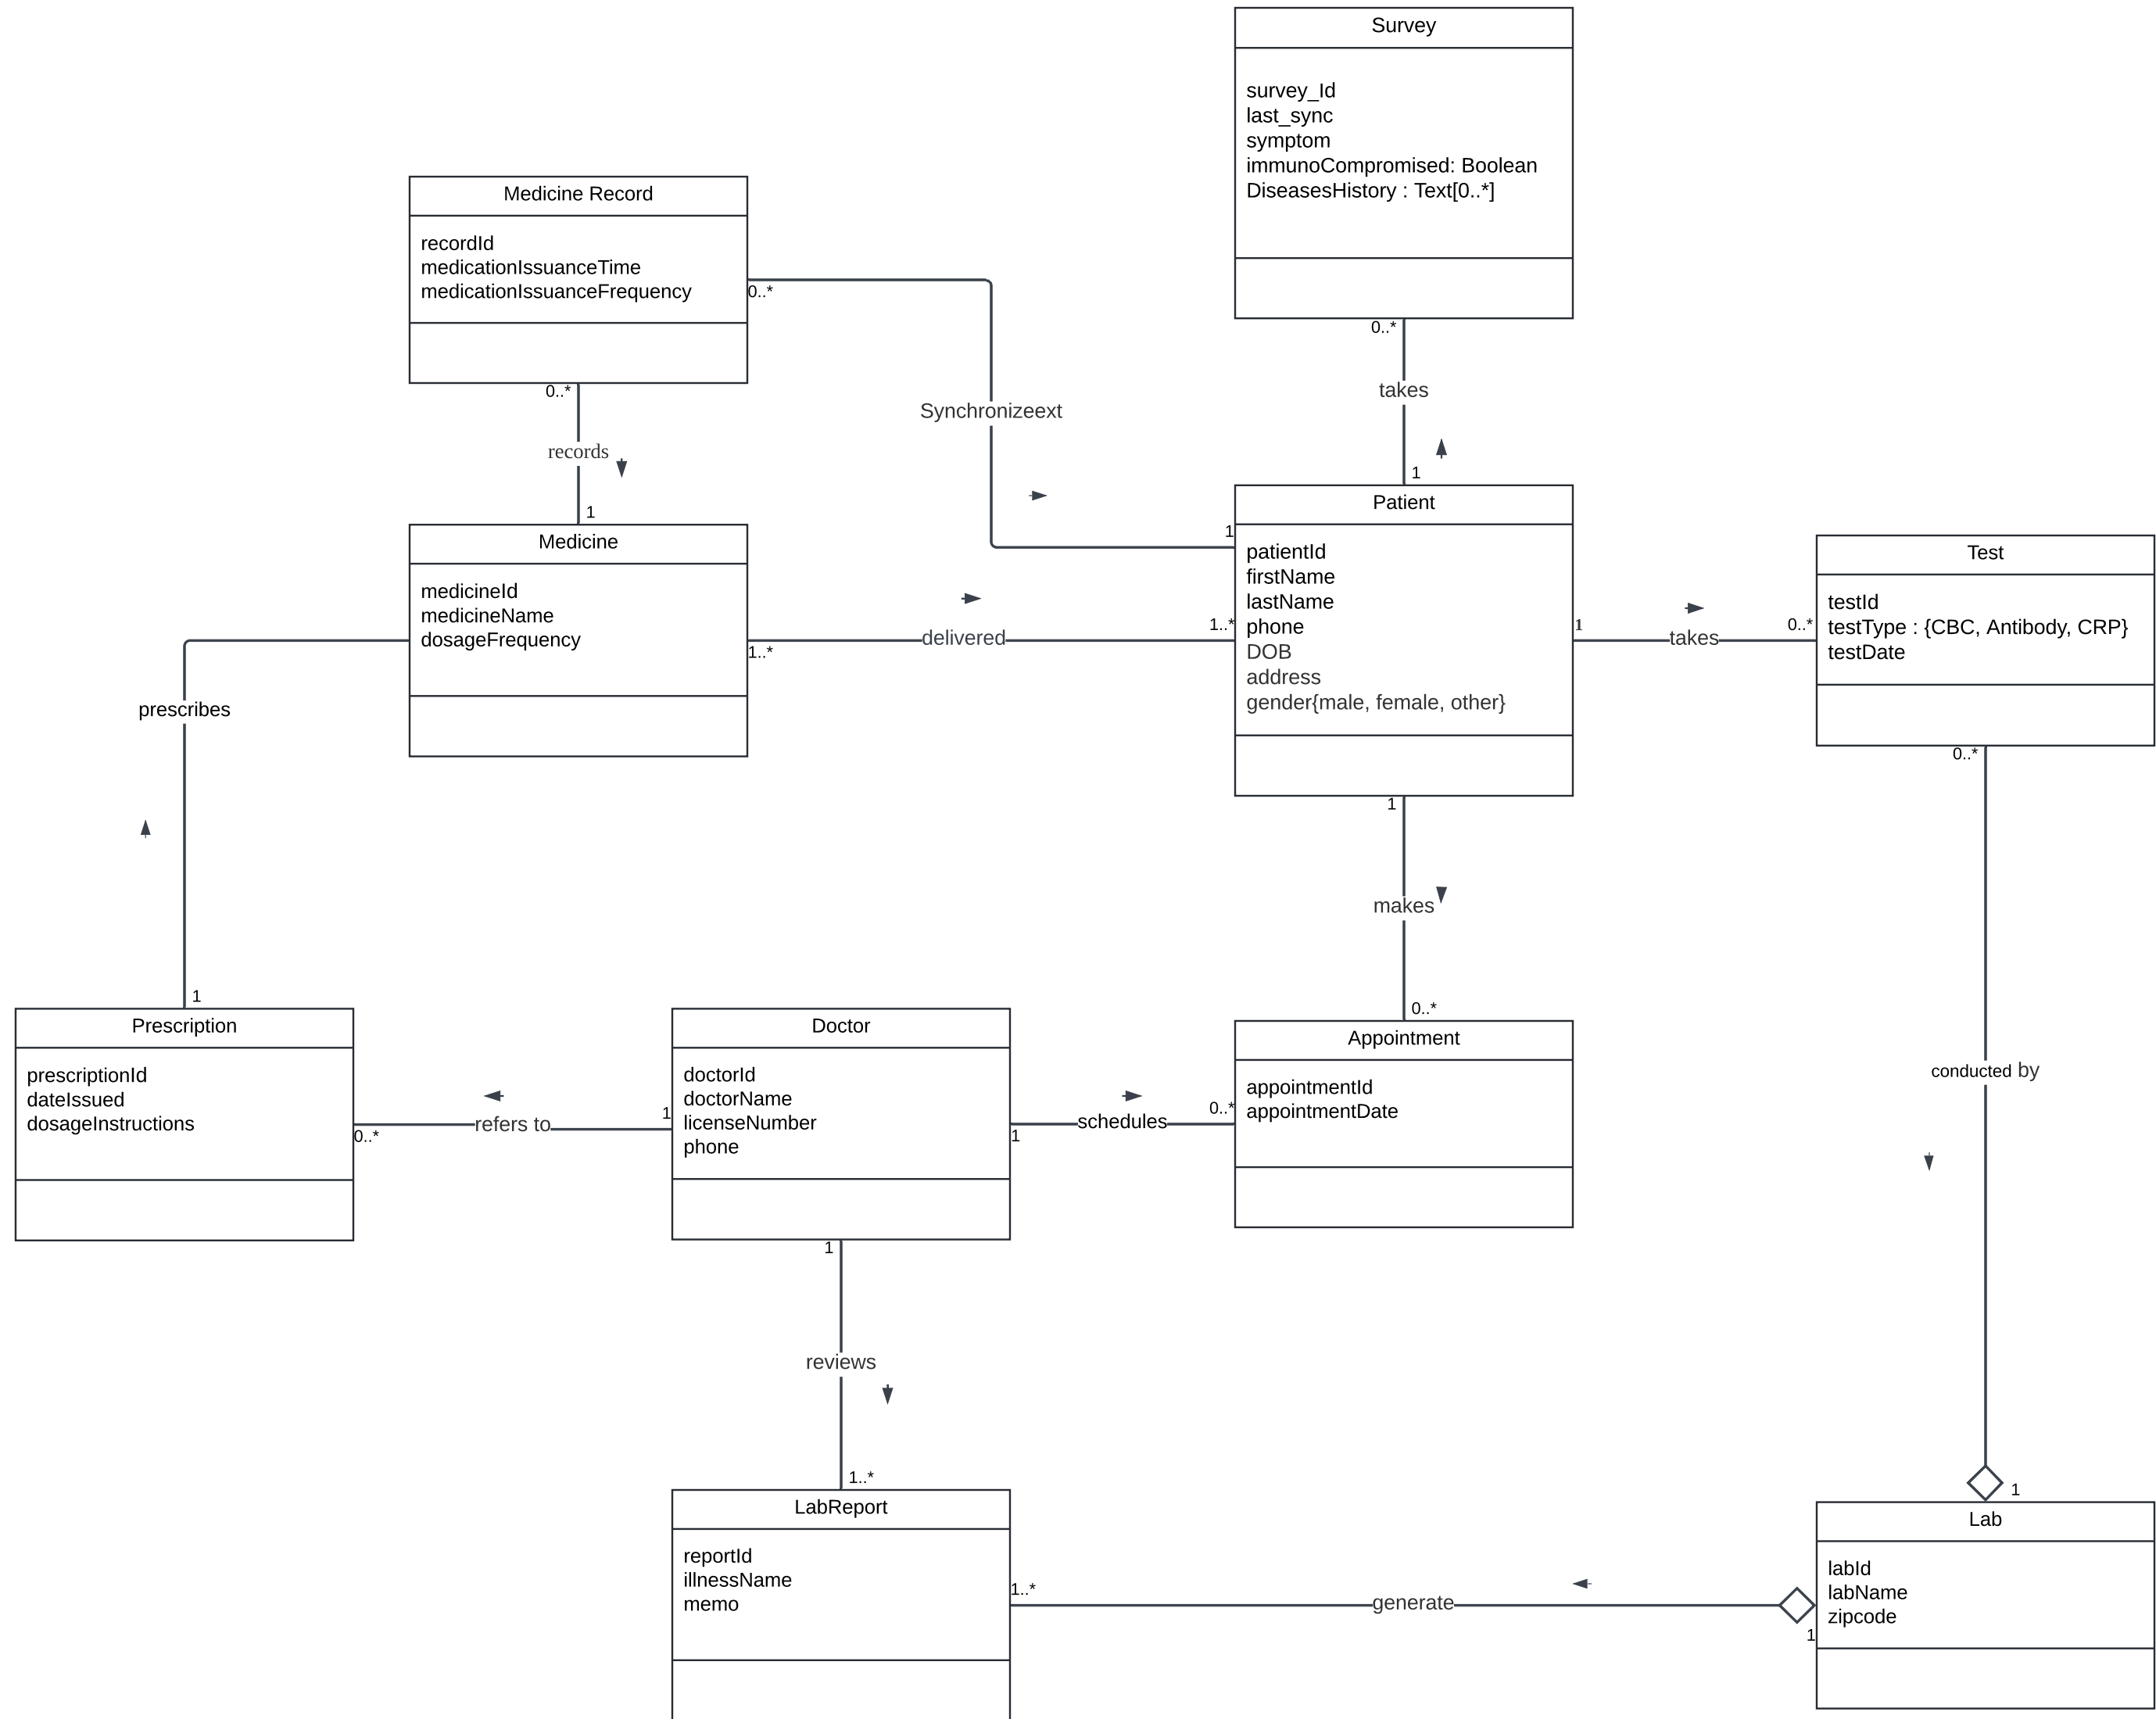 Survey
survey_Id
last_sync
symptom
immunoCompromised: Boolean
DiseasesHistory : Text[0..*]
0..*
takes
1
Medicine Record
recordId
medicationIssuanceTime
medicationIssuanceFrequency
0..*
0..*
Synchronizeext
1
records
1
Medicine
medicineId
medicineName
dosageFrequency
1..*
delivered
1..*
Patient
patientId
firstName
lastName
phone
DOB
address
gender{male, female, other}
1
takes
0..*
Test
testId
testType : {CBC, Antibody, CRP}
testDate
0..*
prescribes
1
1
makes
0..*
Prescription
prescriptionId
dateIssued
dosageInstructions
0..*
refers to
1
Doctor
doctorId
doctorName
licenseNumber
phone
1
schedules
0..*
Appointment
appointmentId
appointmentDate
conducted by
1
1
reviews
1..*
LabReport
reportId
illnessName
memo
1..*
generate
1
Lab
labId
labName
zipcode